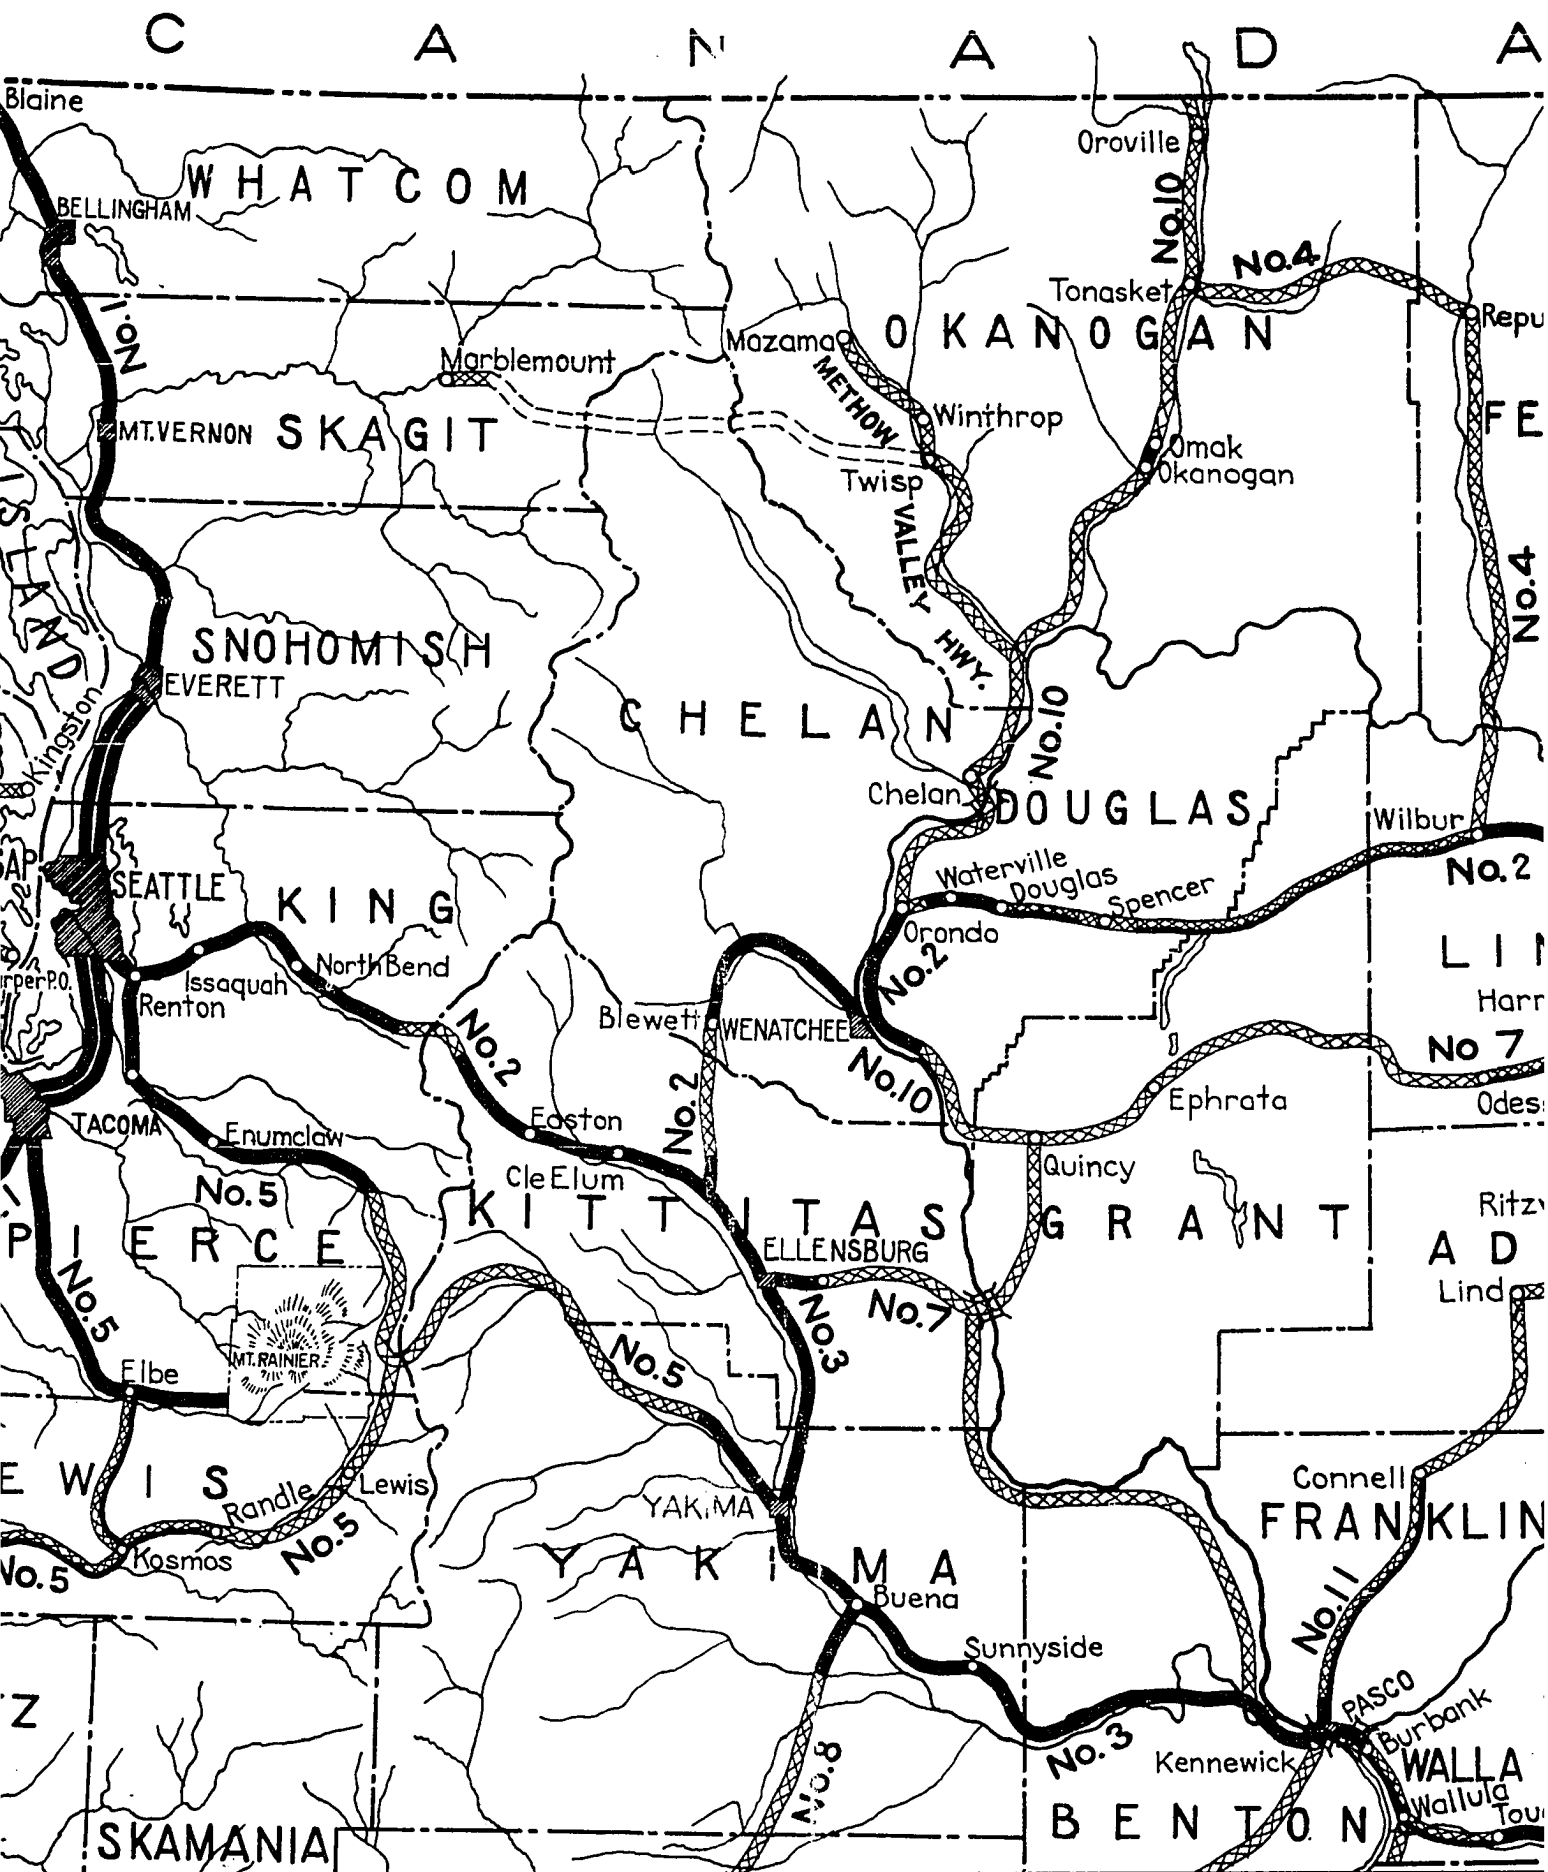 C A N A D A
Blaine
Oroville
WHATCOM
BELLINGHAM
No.10
No.1
No.4
Tonasket
Mazama
OKANOGAN
Marblemount
METHOW VALLEY HWY.
Winthrop
MT.VERNON
SKAGIT
FE
Omak
Okanogan
Twisp
ISLAND
No.4
SNOHOMISH
EVERETT
Kingston
CHELAN
No.10
Chelan
DOUGLAS
Wilbur
No.2
SEATTLE
Waterville
Douglas
Spencer
KING
Orondo
No.2
LIN
Issaquah
North Bend
Renton
Harr
Blewett
WENATCHEE
No.2
No.10
No 7
Ephrata
TACOMA
Enumclaw
Easton
No.2
Cle Elum
Quincy
No.5
KITTITAS
GRANT
PIERCE
ELLENSBURG
AD
Lind
No.5
No.7
No.3
MT.RAINIER
No.5
Elbe
EWIS
Lewis
Randle
Connell
YAKIMA
FRANKLIN
No.5
Kosmos
No.5
YAKIMA
Buena
No.11
Sunnyside
PASCO
Burbank
No.8
No.3
Kennewick
WALLA
Wallula
BENTON
SKAMANIA